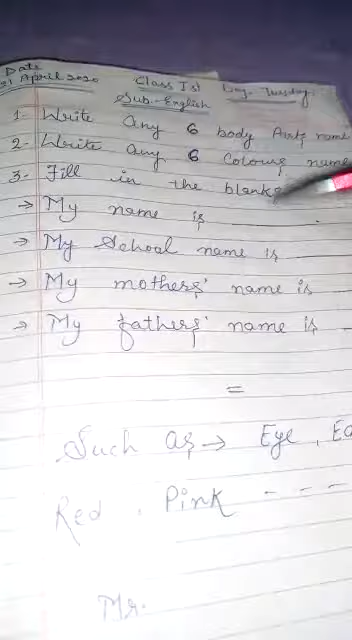 Date
21 April 2020 Class Ist Day- Tuesday
Sub- English
1- Write any 6 body Parts name
2- Write any 6 Colours name
3- Fill in the blanks
→ My name is
→ My School name is
→ My mothers' name is
→ My fathers' name is
=
Such as → Eye, Ea
Red, Pink - - - -
Mr.